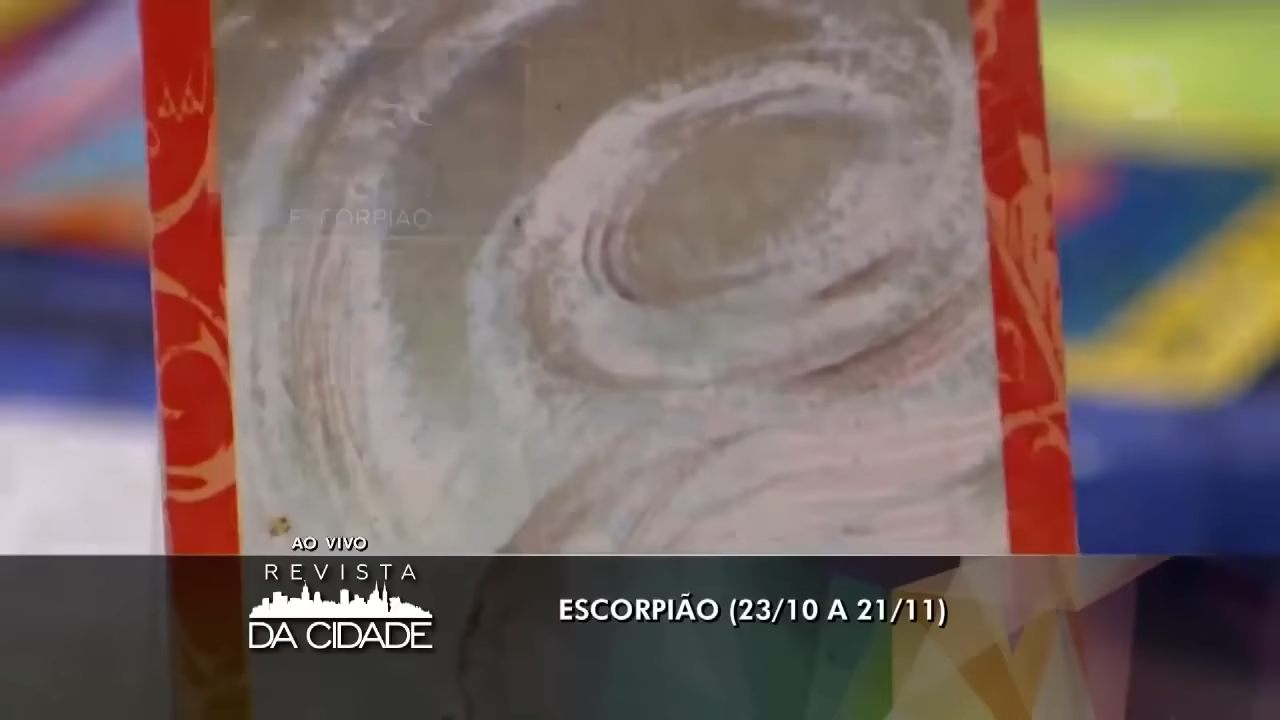 ESCORPIAO
AO VIVO
REVISTA
DA CIDADE
ESCORPIÃO (23/10 A 21/11)